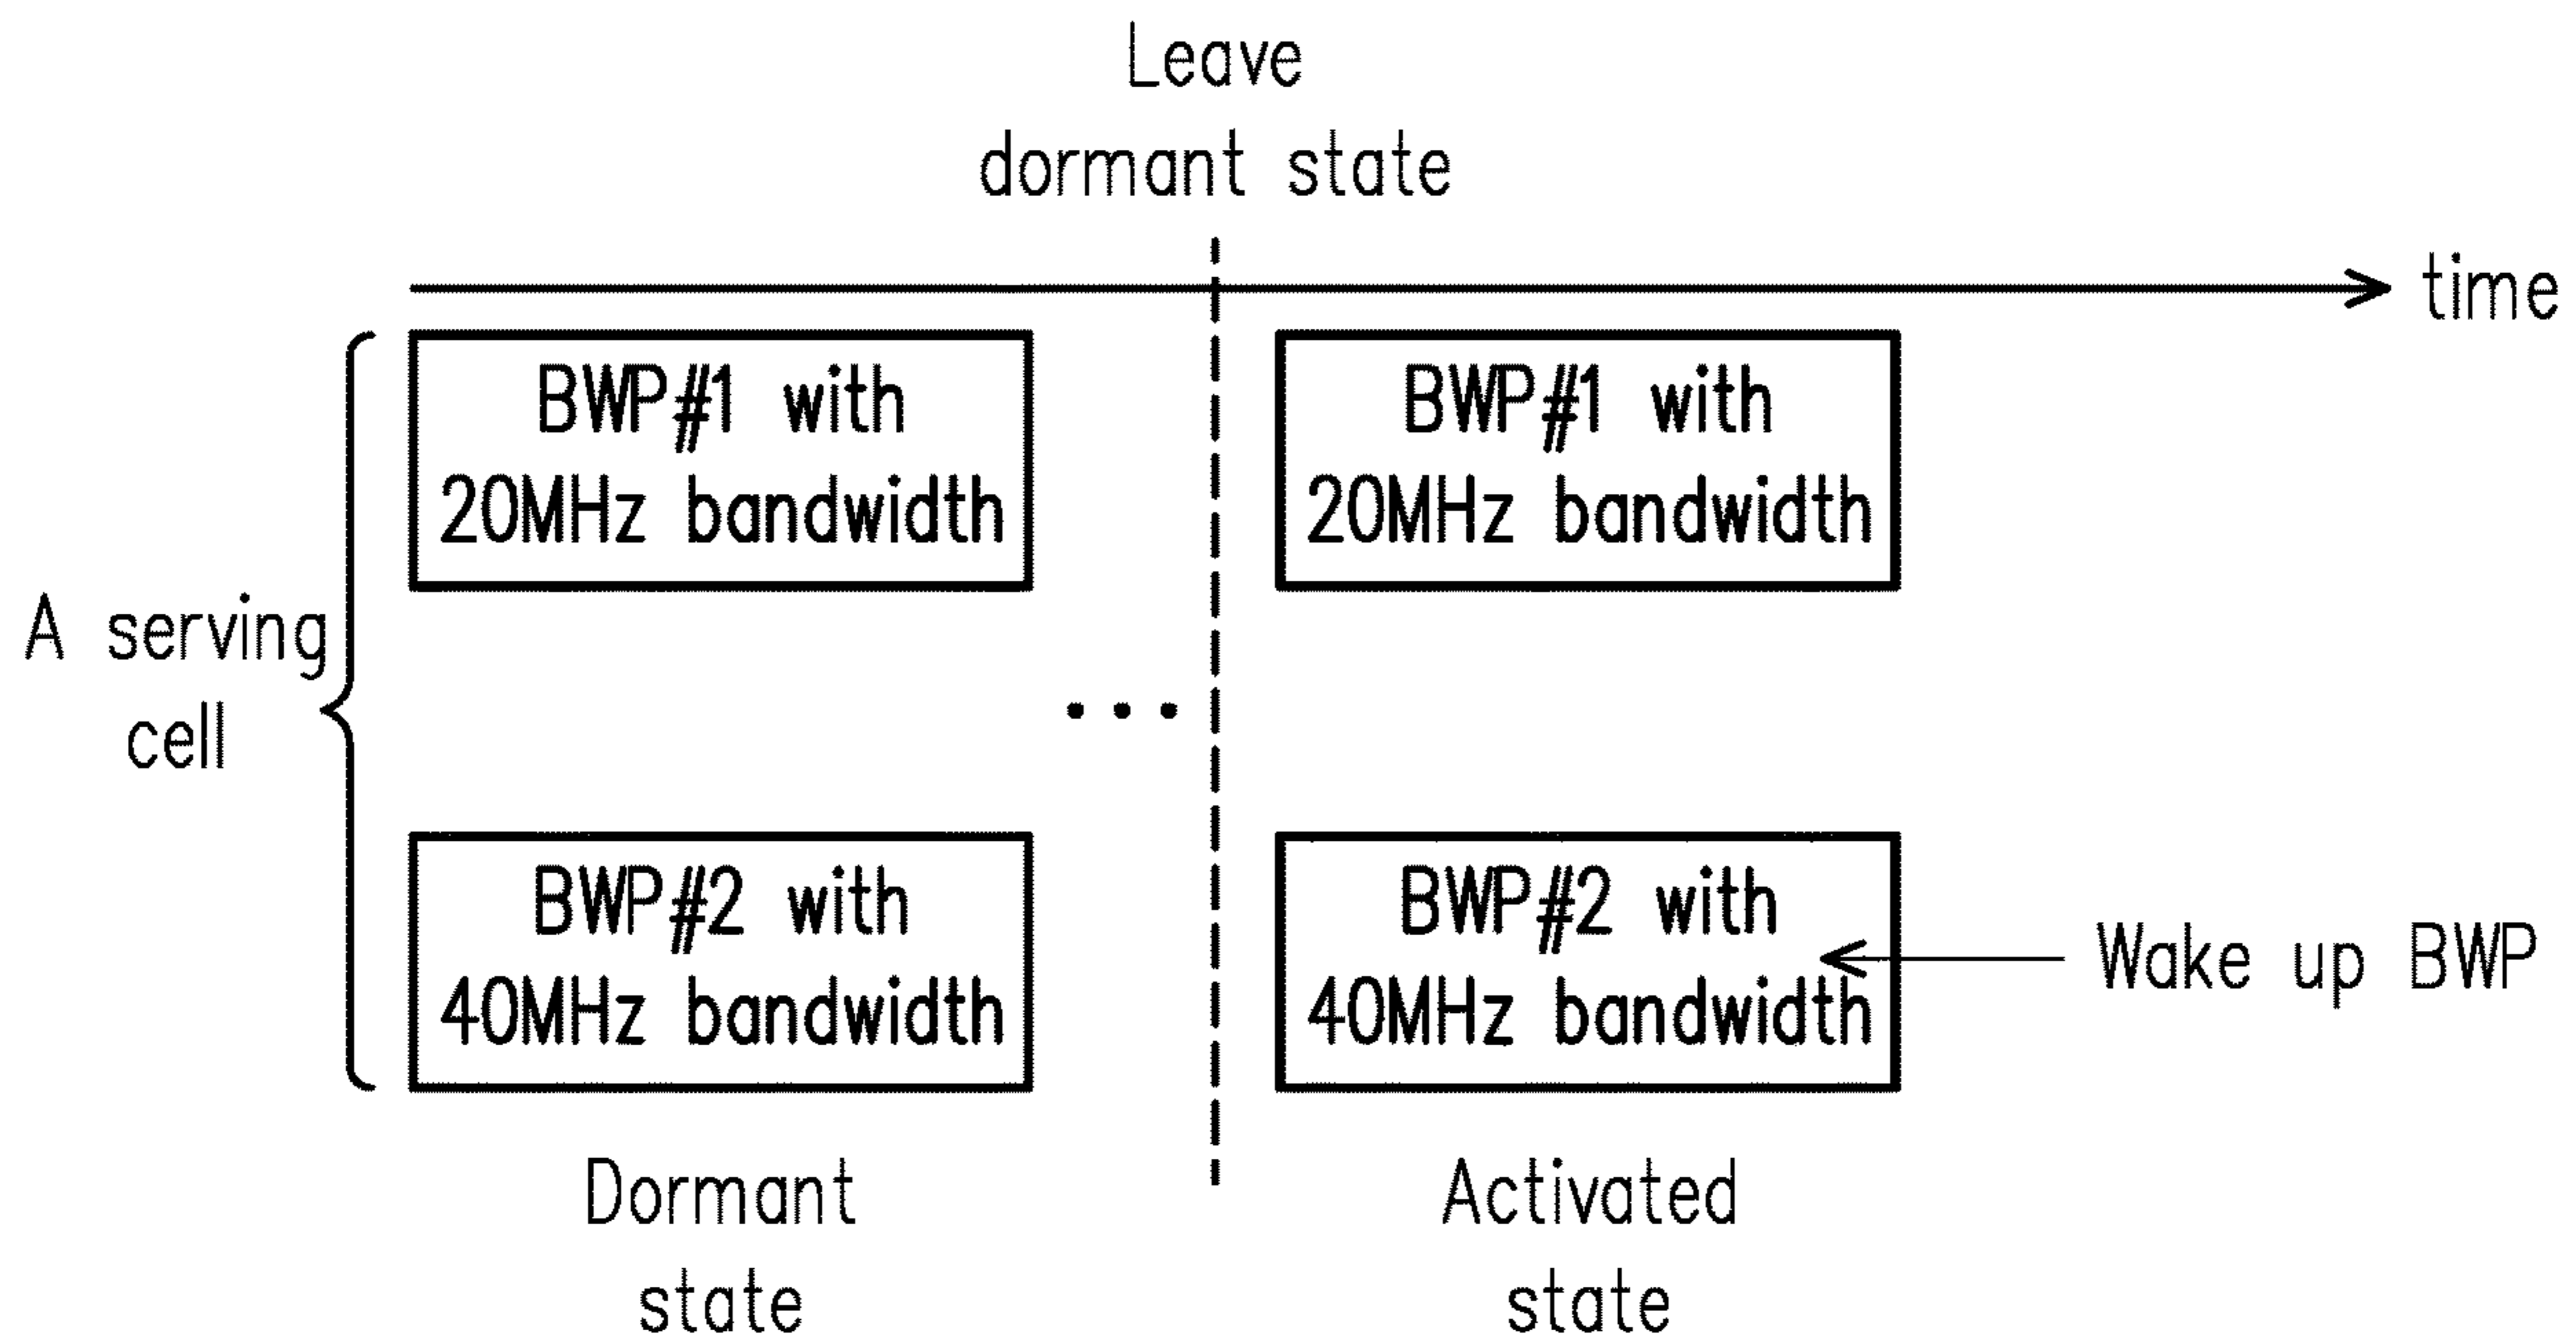 Leave
dormant state
time
BWP#1 with
20MHz bandwidth
BWP#1 with
20MHz bandwidth
A serving
cell
BWP#2 with
40MHz bandwidth
BWP#2 with
40MHz bandwidth
Wake up BWP
Dormant
state
Activated
state